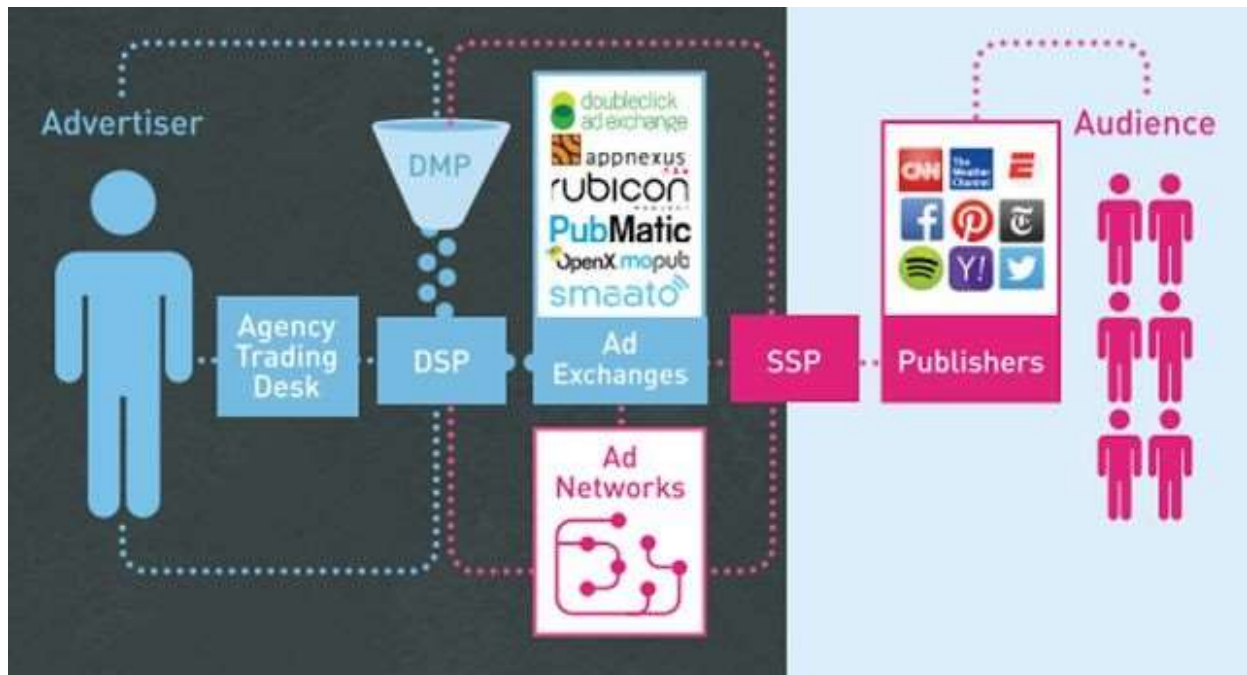 Advertiser
DMP
doubleclick
ad exchange
appnexus
rubicon
PROJECT
PubMatic
OpenX mopub
smaato
Agency
Trading
Desk
DSP
Ad
Exchanges
SSP
Publishers
CNN
The
Weather
Channel
E
f
p
T
Y!
Audience
Ad
Networks